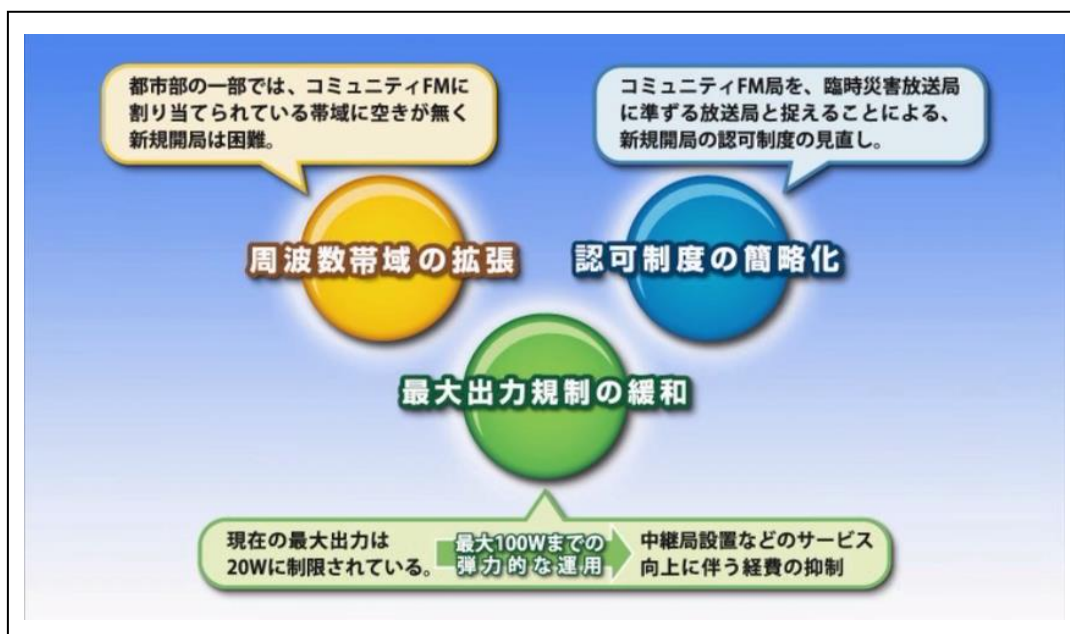 都市部の一部では、コミュニティFMに
割り当てられている帯域に空きが無く
新規開局は困難。
コミュニティFM局を、臨時災害放送局
に準ずる放送局と捉えることによる、
新規開局の認可制度の見直し。
周波数帯域の拡張
認可制度の簡略化
最大出力規制の緩和
現在の最大出力は
20Wに制限されている。
最大100Wまでの
弾力的な運用
中継局設置などのサービス
向上に伴う経費の抑制